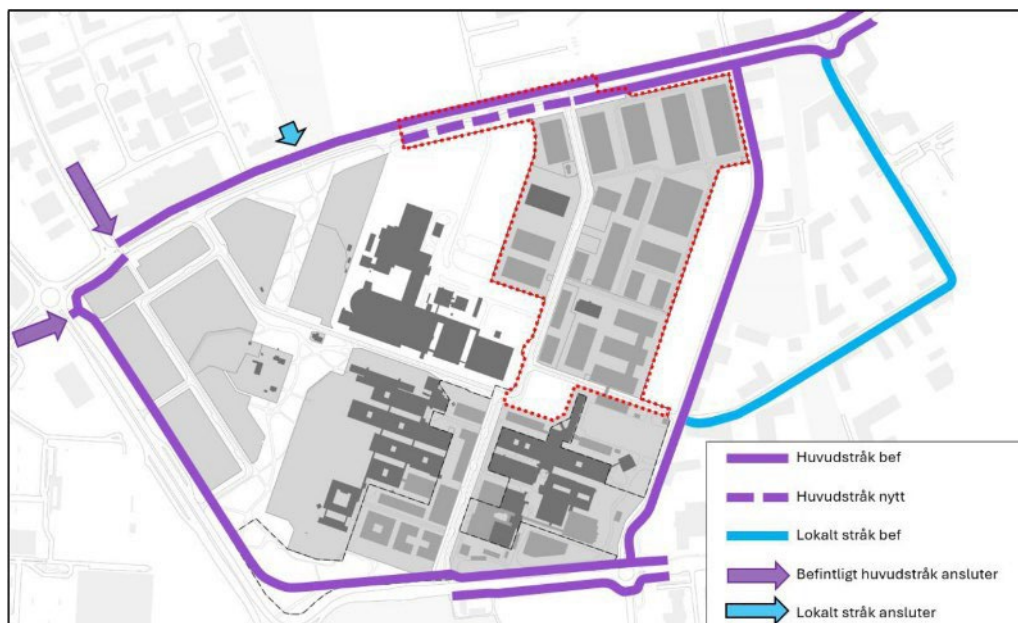 Huvudstråk bef
Huvudstråk nytt
Lokalt stråk bef
Befintligt huvudstråk ansluter
Lokalt stråk ansluter